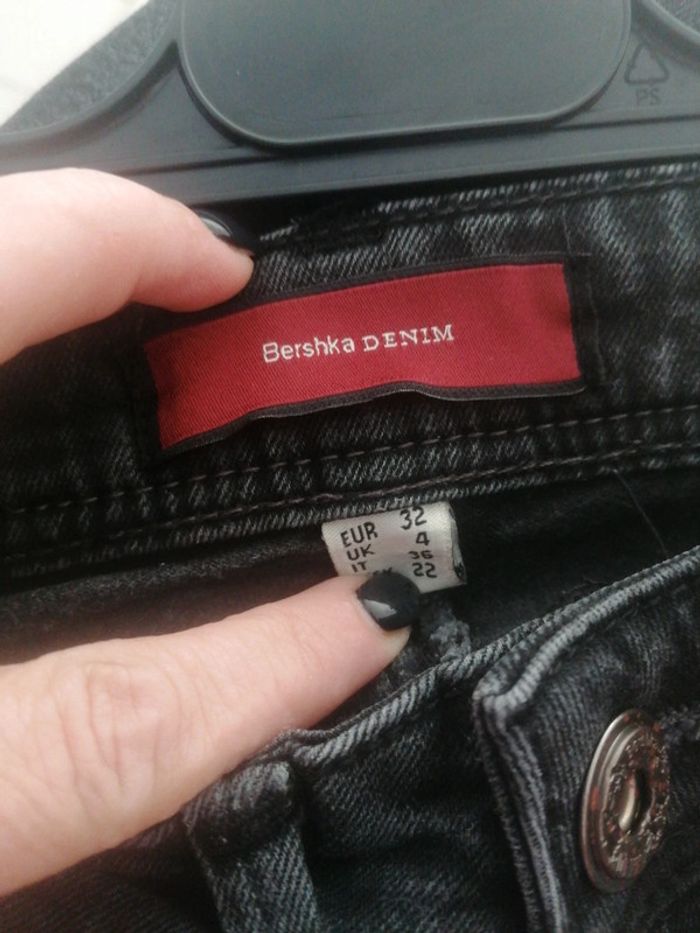 PS
Bershka DENIM
EUR 32
UK 4
IT 36
22